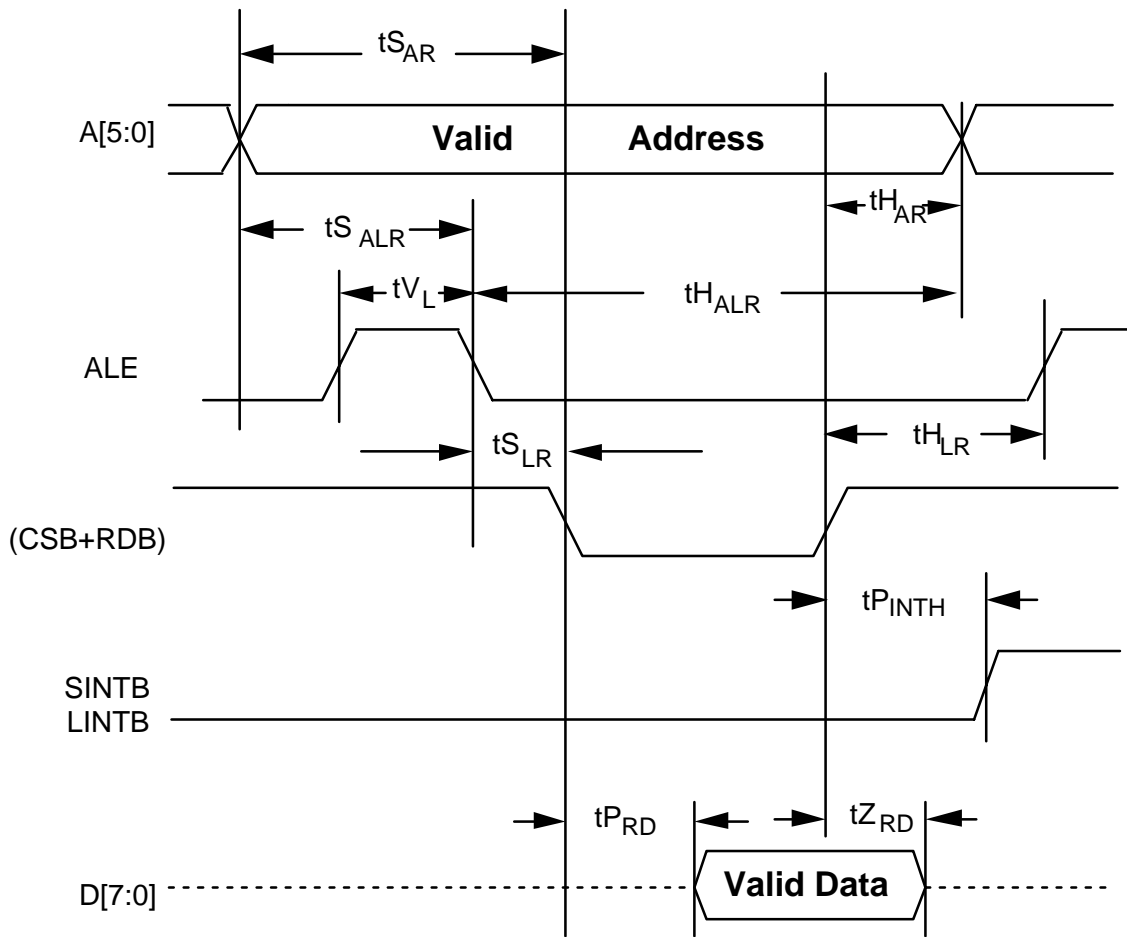 tSAR
A[5:0]
Valid Address
tHAR
tSALR
tVL
tHALR
ALE
tSLR
tHLR
(CSB+RDB)
tPINTH
SINTB
LINTB
tPRD
tZRD
Valid Data
D[7:0]